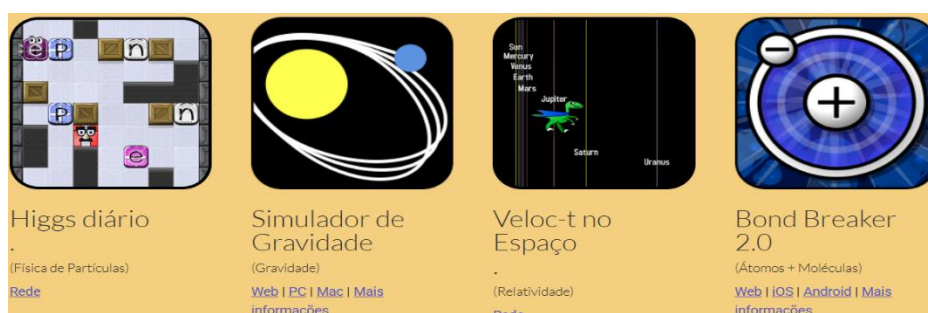 e p n
p n
e
Sun
Mercury
Venus
Earth
Mars
Jupiter
Saturn
Uranus
Higgs diário
.
(Física de Partículas)
Rede
Simulador de
Gravidade
(Gravidade)
Web | PC | Mac | Mais
informações
Veloc-t no
Espaço
.
(Relatividade)
Rede
Bond Breaker
2.0
(Átomos + Moléculas)
Web | iOS | Android | Mais
informações